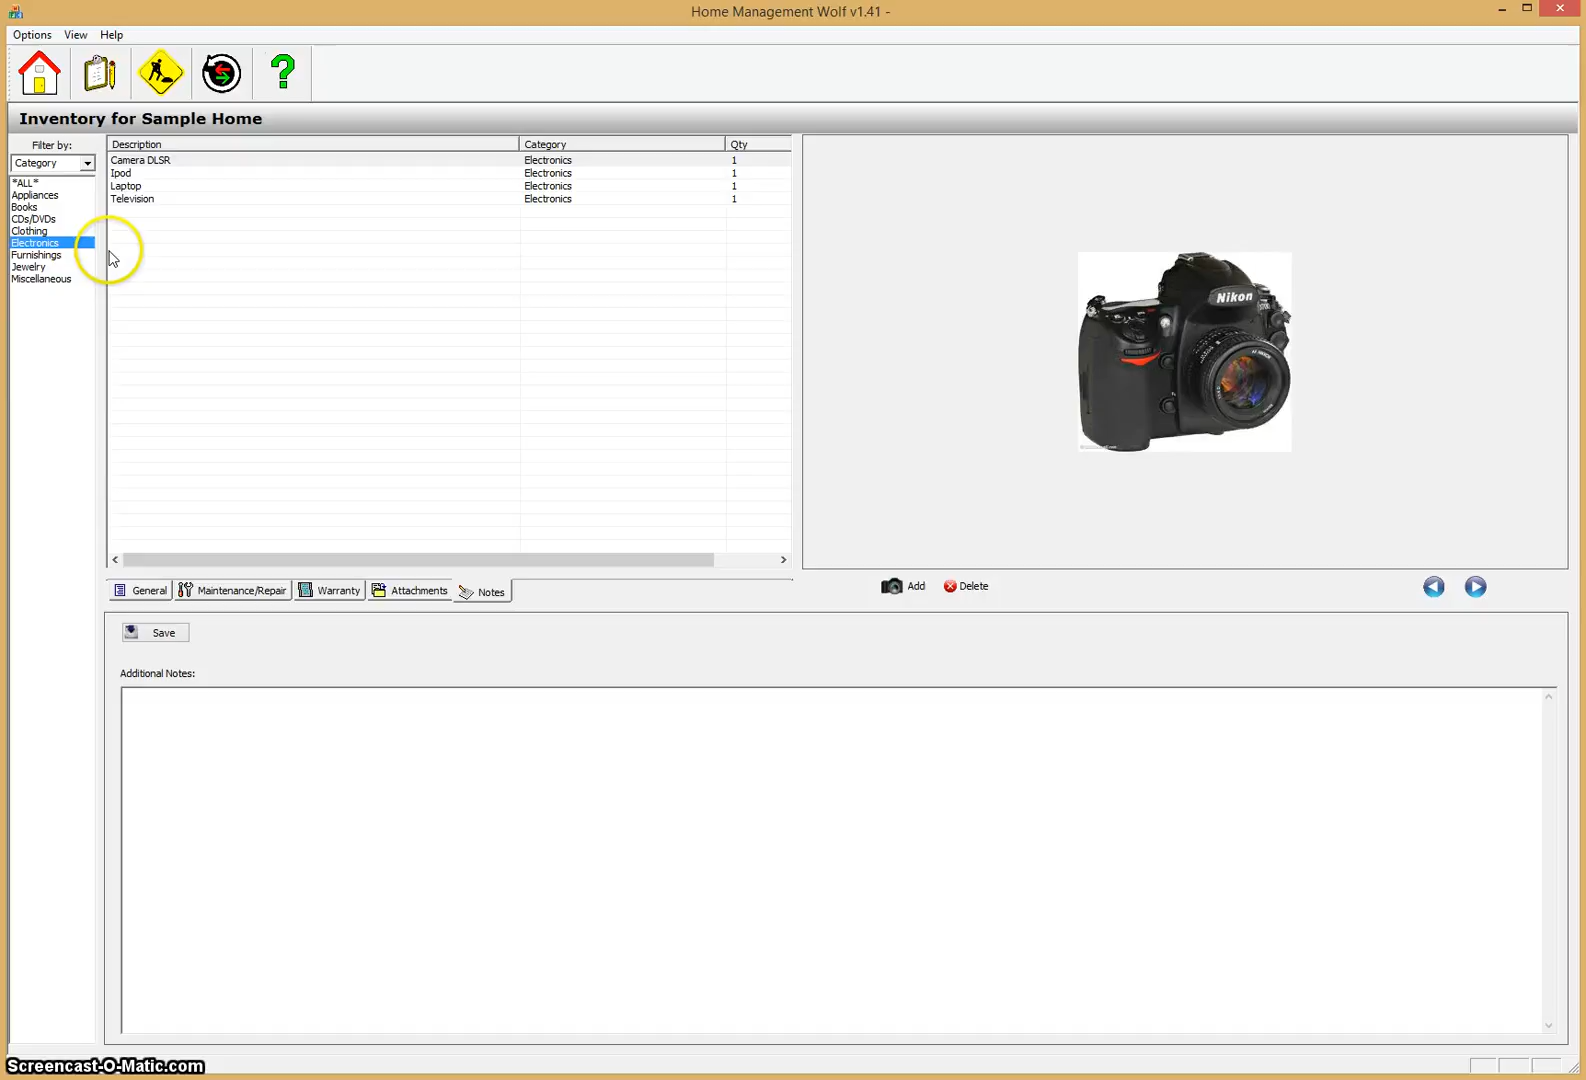 Home Management Wolf v1.41 -
Options View Help
Inventory for Sample Home
Filter by:
Category
*ALL*
Appliances
Books
CDs/DVDs
Clothing
Electronics
Furnishings
Jewelry
Miscellaneous
Description Category Qty
Camera DLSR Electronics 1
Ipod Electronics 1
Laptop Electronics 1
Television Electronics 1
Nikon
General Maintenance/Repair Warranty Attachments Notes
Add Delete
Save
Additional Notes:
Screencast-O-Matic.com